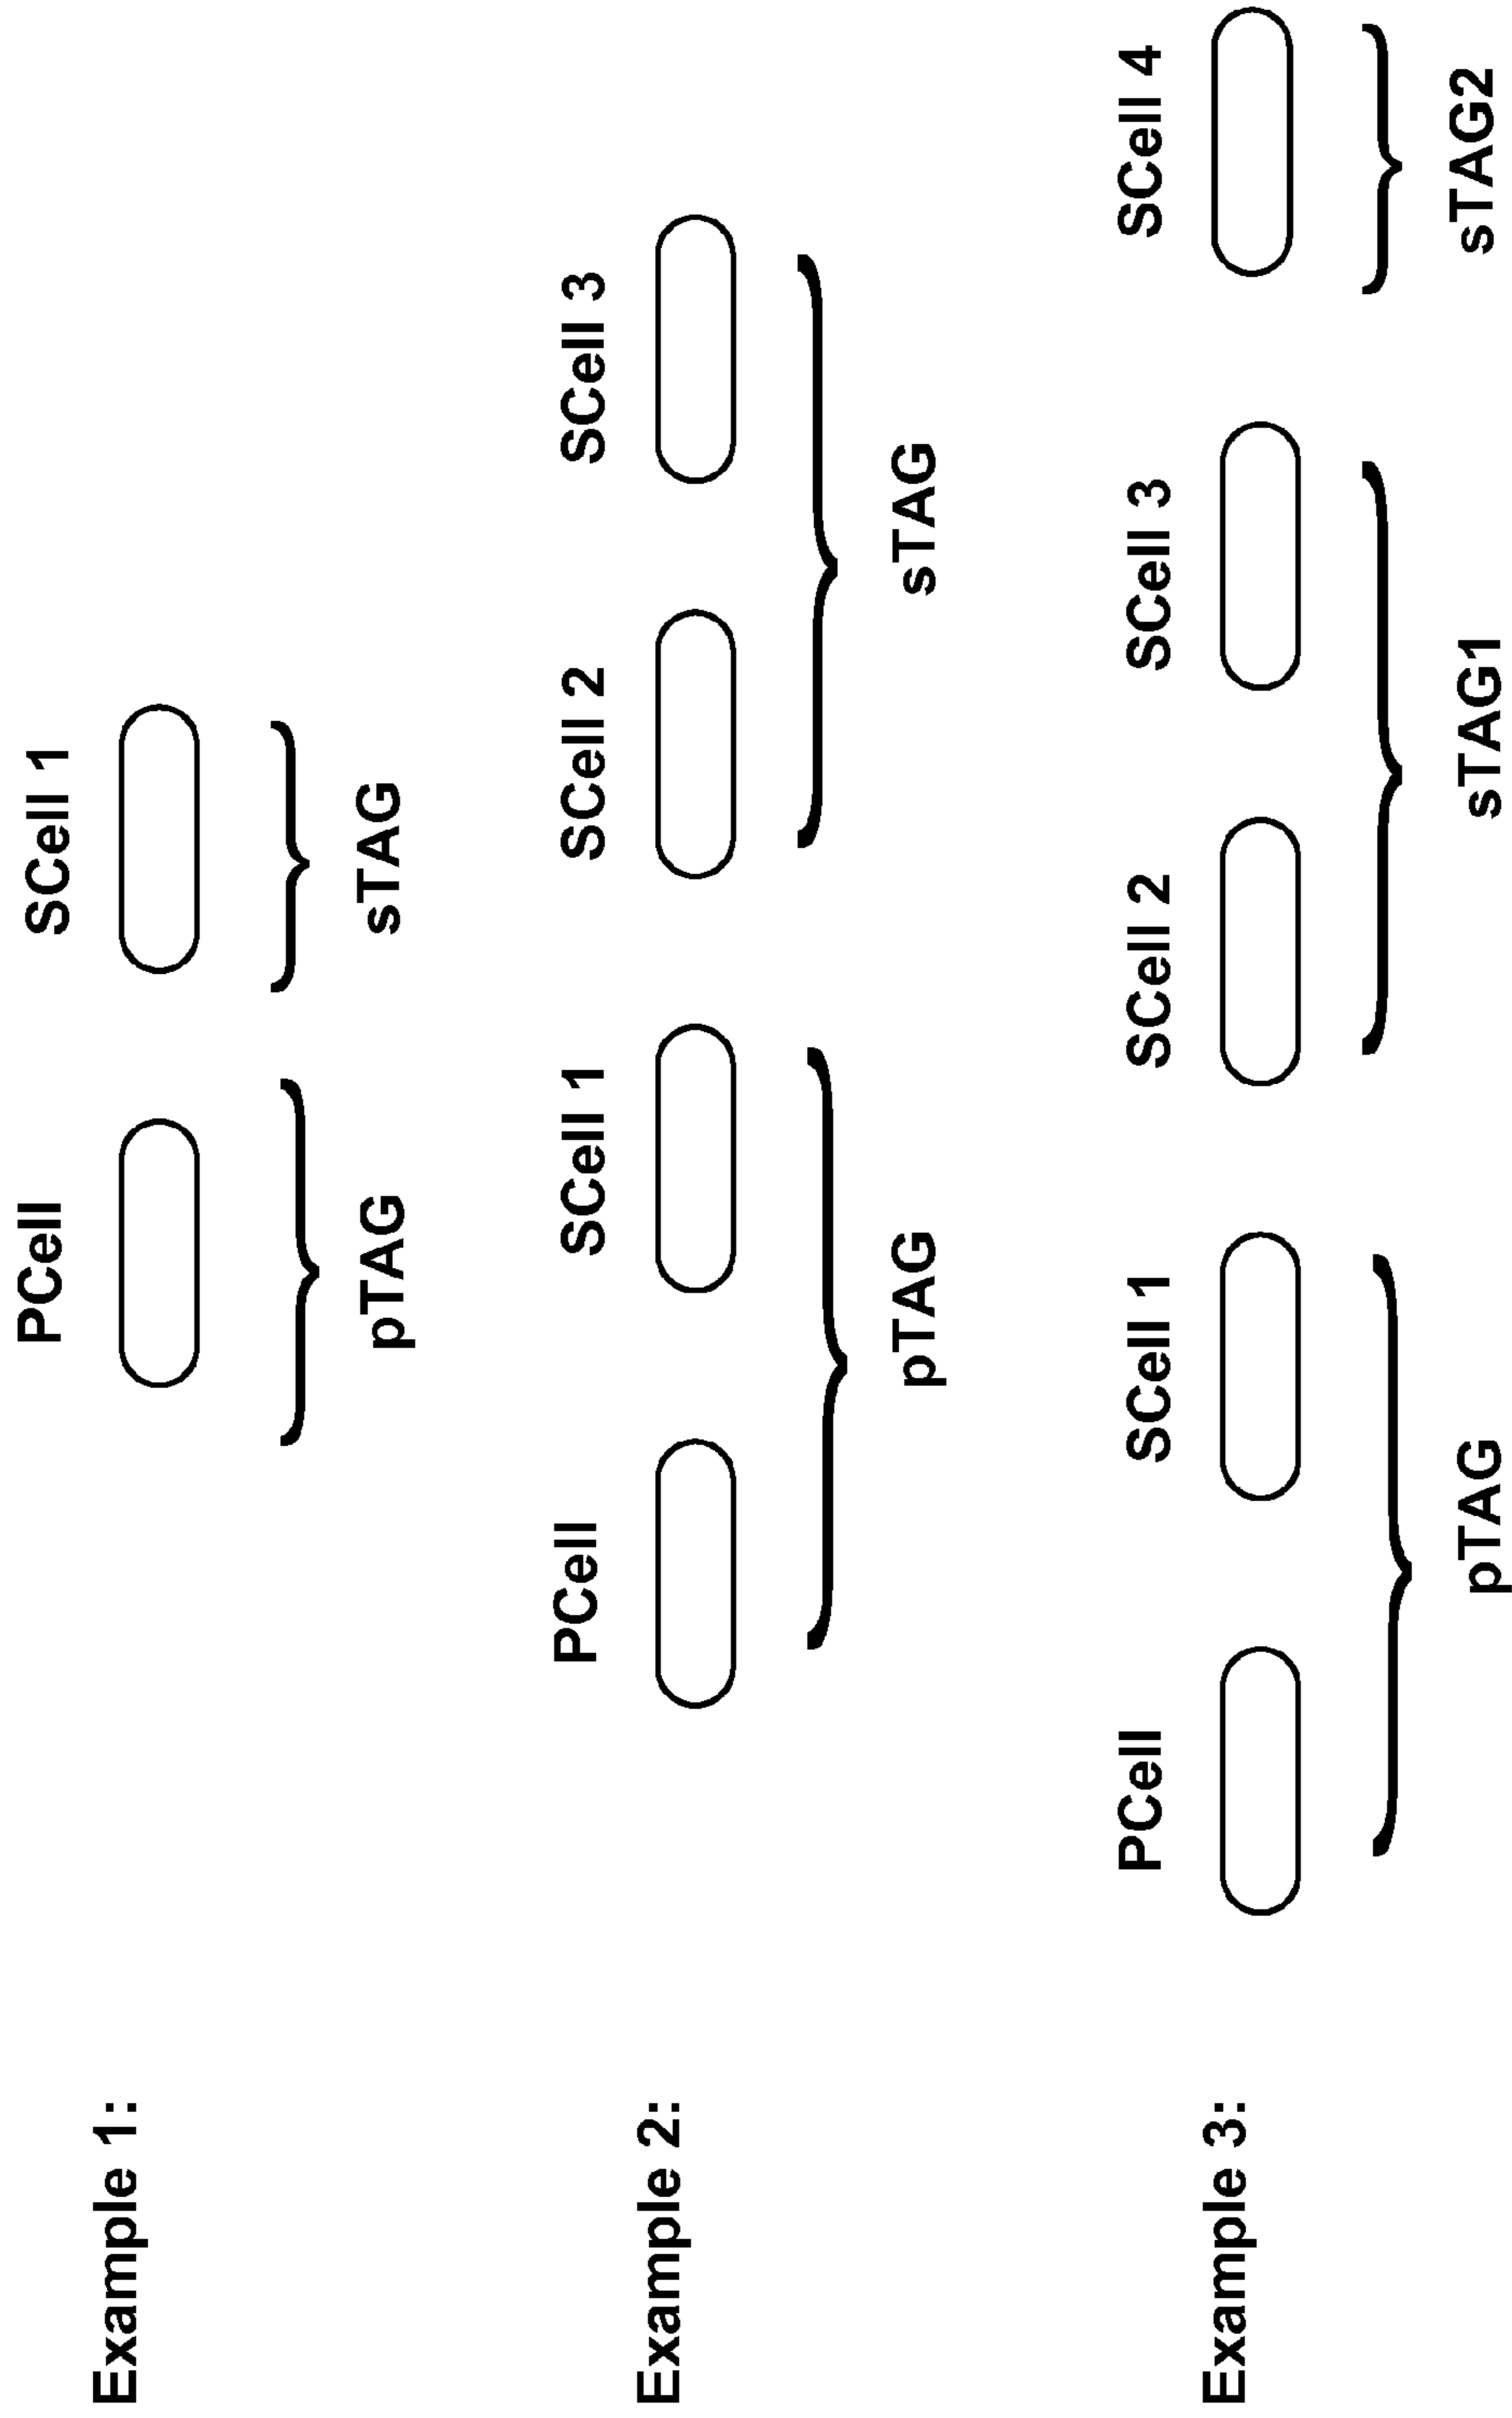 PCell SCell 1
Example 1:
pTAG sTAG
PCell SCell 1 SCell 2 SCell 3
Example 2:
pTAG sTAG
PCell SCell 1 SCell 2 SCell 3 SCell 4
Example 3:
pTAG sTAG1 sTAG2